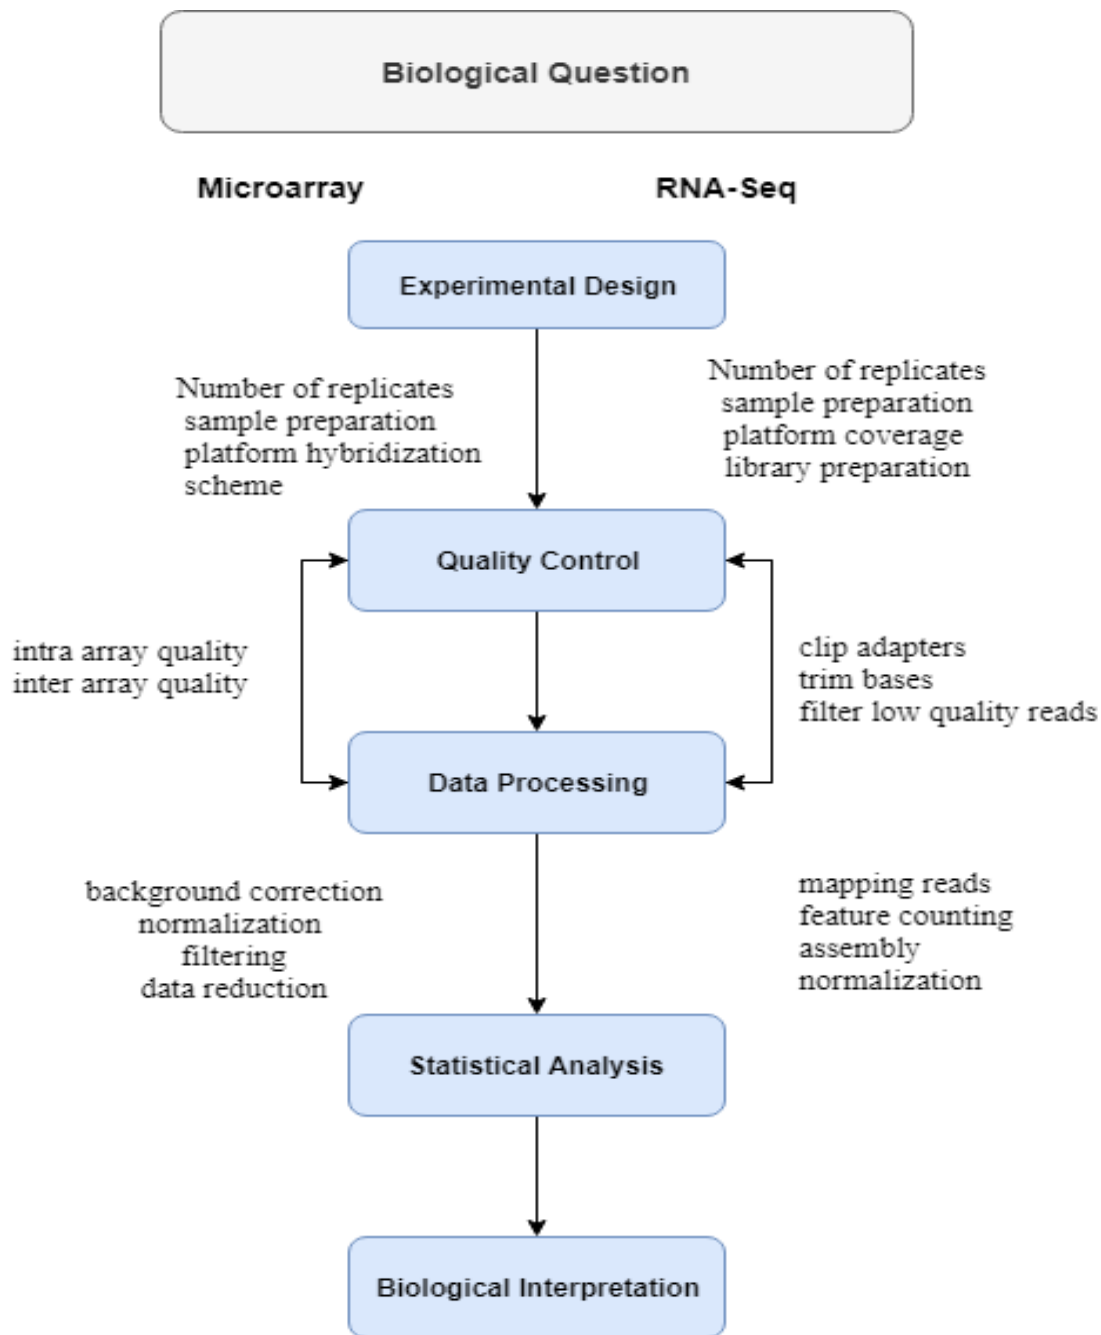 Biological Question
Microarray
RNA-Seq
Experimental Design
Number of replicates
sample preparation
platform hybridization
scheme
Number of replicates
sample preparation
platform coverage
library preparation
Quality Control
intra array quality
inter array quality
clip adapters
trim bases
filter low quality reads
Data Processing
background correction
normalization
filtering
data reduction
mapping reads
feature counting
assembly
normalization
Statistical Analysis
Biological Interpretation